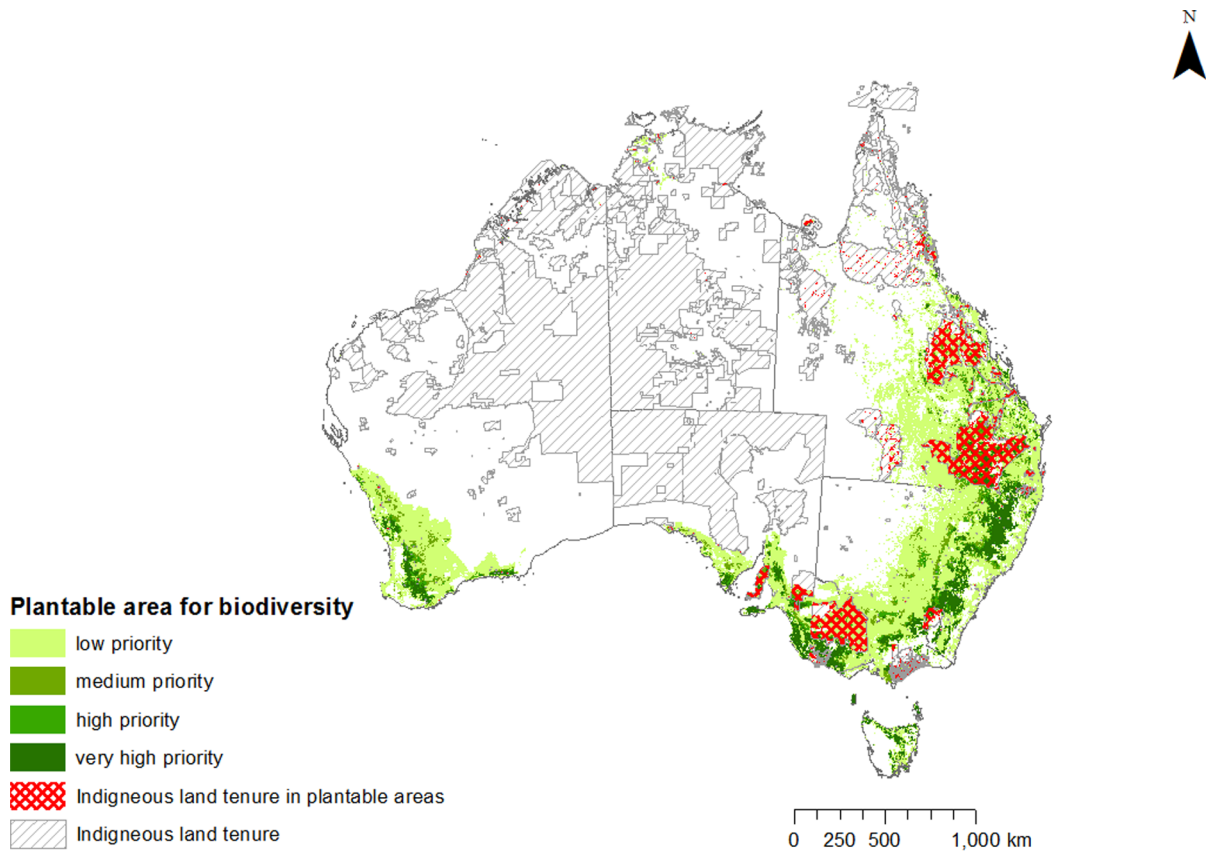 N
Plantable area for biodiversity
low priority
medium priority
high priority
very high priority
Indigneous land tenure in plantable areas
Indigneous land tenure
0 250 500 1,000 km